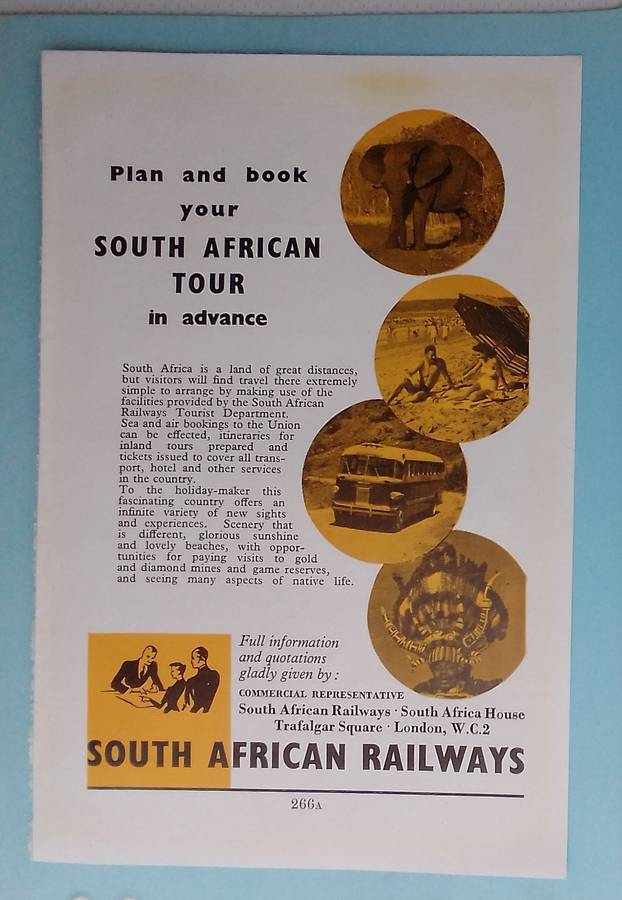 Plan and book
your
SOUTH AFRICAN
TOUR
in advance
South Africa is a land of great distances,
but visitors will find travel there extremely
simple to arrange by making use of the
facilities provided by the South African
Railways Tourist Department.
Sea and air bookings to the Union
can be effected, itineraries for
inland tours prepared and
tickets issued to cover all trans-
port, hotel and other services
in the country.
To the holiday-maker this
fascinating country offers an
infinite variety of new sights
and experiences. Scenery that
is different, glorious sunshine
and lovely beaches, with oppor-
tunities for paying visits to gold
and diamond mines and game reserves,
and seeing many aspects of native life.
Full information
and quotations
gladly given by :
COMMERCIAL REPRESENTATIVE
South African Railways · South Africa House
Trafalgar Square · London, W.C.2
SOUTH AFRICAN RAILWAYS
266A